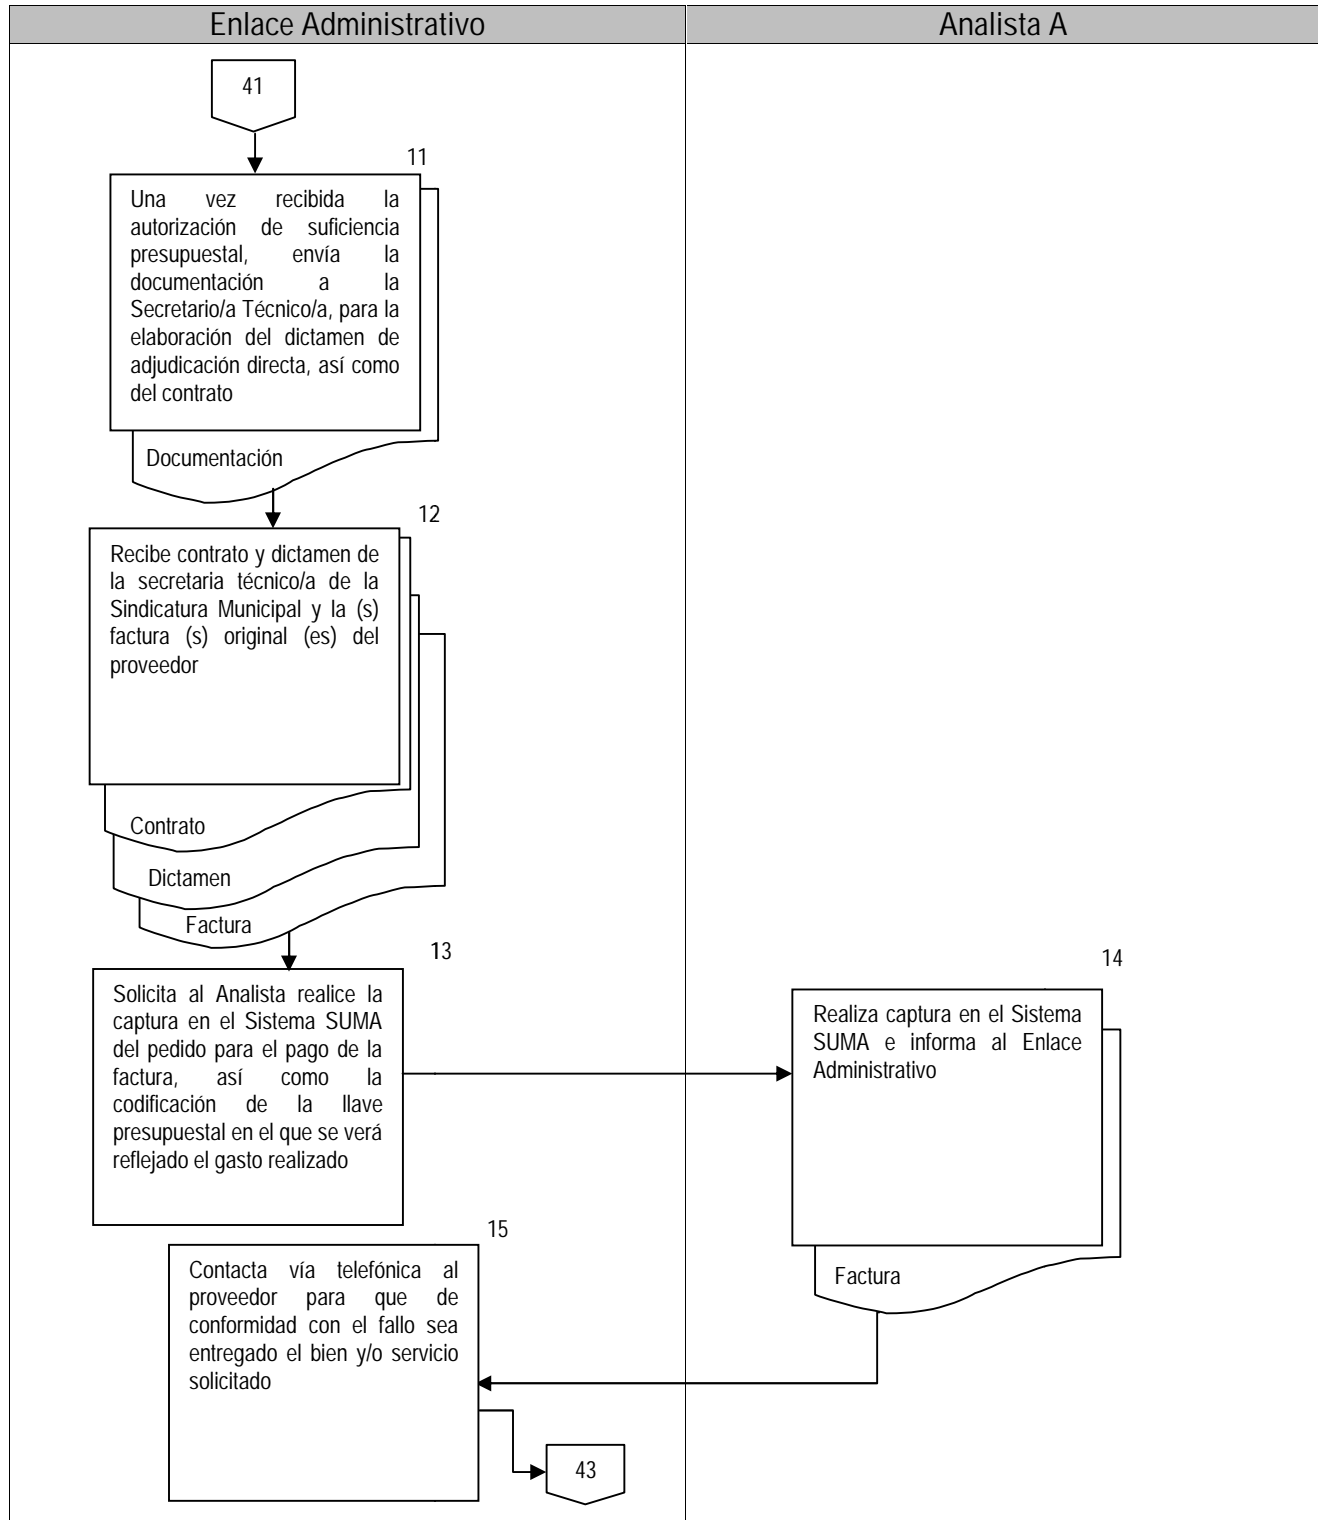 Enlace Administrativo
Analista A
41
11
Una vez recibida la
autorización de suficiencia
presupuestal, envía la
documentación a la
Secretario/a Técnico/a, para la
elaboración del dictamen de
adjudicación directa, así como
del contrato
Documentación
12
Recibe contrato y dictamen de
la secretaria técnico/a de la
Sindicatura Municipal y la (s)
factura (s) original (es) del
proveedor
Contrato
Dictamen
Factura
13
Solicita al Analista realice la
captura en el Sistema SUMA
del pedido para el pago de la
factura, así como la
codificación de la llave
presupuestal en el que se verá
reflejado el gasto realizado
14
Realiza captura en el Sistema
SUMA e informa al Enlace
Administrativo
Factura
15
Contacta vía telefónica al
proveedor para que de
conformidad con el fallo sea
entregado el bien y/o servicio
solicitado
43